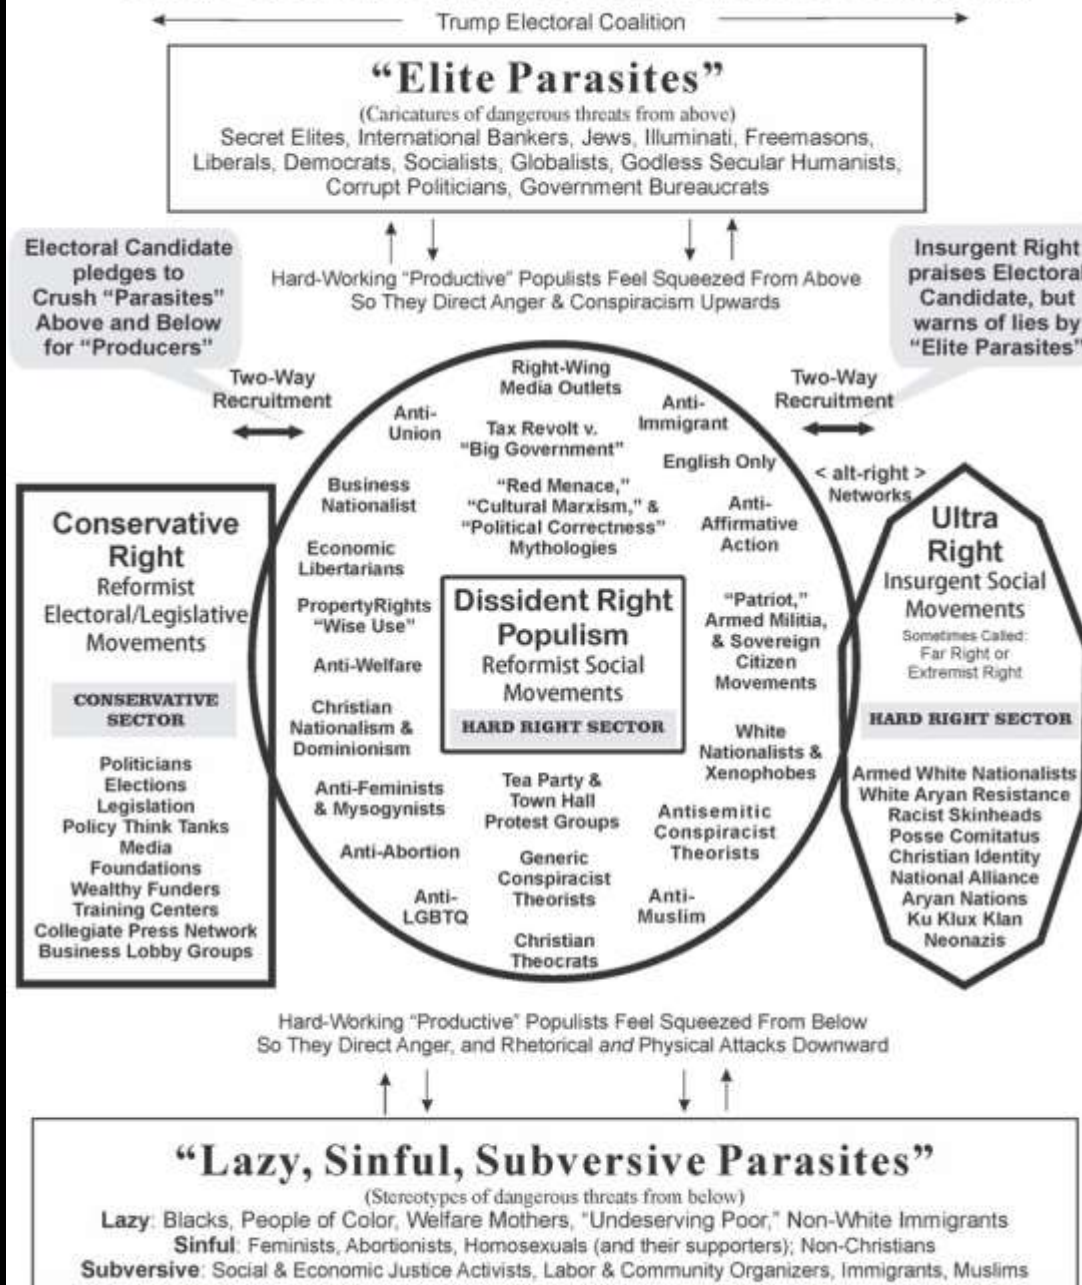 Trump Electoral Coalition
“Elite Parasites”
(Caricatures of dangerous threats from above)
Secret Elites, International Bankers, Jews, Illuminati, Freemasons,
Liberals, Democrats, Socialists, Globalists, Godless Secular Humanists,
Corrupt Politicians, Government Bureaucrats
Electoral Candidate
pledges to
Crush “Parasites”
Above and Below
for “Producers”
Hard-Working “Productive” Populists Feel Squeezed From Above
So They Direct Anger & Conspiracism Upwards
Insurgent Right
praises Electoral
Candidate, but
warns of lies by
“Elite Parasites”
Two-Way
Recruitment
Two-Way
Recruitment
< alt-right >
Networks
Conservative
Right
Reformist
Electoral/Legislative
Movements
CONSERVATIVE
SECTOR
Politicians
Elections
Legislation
Policy Think Tanks
Media
Foundations
Wealthy Funders
Training Centers
Collegiate Press Network
Business Lobby Groups
Right-Wing
Media Outlets
Anti-
Union
Tax Revolt v.
“Big Government”
Anti-
Immigrant
English Only
Business
Nationalist
“Red Menace,”
“Cultural Marxism,” &
“Political Correctness”
Mythologies
Anti-
Affirmative
Action
Economic
Libertarians
PropertyRights
“Wise Use”
Anti-Welfare
Christian
Nationalism &
Dominionism
Dissident Right
Populism
Reformist Social
Movements
HARD RIGHT SECTOR
“Patriot,”
Armed Militia,
& Sovereign
Citizen
Movements
White
Nationalists &
Xenophobes
Anti-Feminists
& Mysogynists
Tea Party &
Town Hall
Protest Groups
Antisemitic
Conspiracist
Theorists
Anti-Abortion
Generic
Conspiracist
Theorists
Anti-
LGBTQ
Anti-
Muslim
Christian
Theocrats
Ultra
Right
Insurgent Social
Movements
Sometimes Called:
Far Right or
Extremist Right
HARD RIGHT SECTOR
Armed White Nationalists
White Aryan Resistance
Racist Skinheads
Posse Comitatus
Christian Identity
National Alliance
Aryan Nations
Ku Klux Klan
Neonazis
Hard-Working “Productive” Populists Feel Squeezed From Below
So They Direct Anger, and Rhetorical and Physical Attacks Downward
“Lazy, Sinful, Subversive Parasites”
(Stereotypes of dangerous threats from below)
Lazy: Blacks, People of Color, Welfare Mothers, “Undeserving Poor,” Non-White Immigrants
Sinful: Feminists, Abortionists, Homosexuals (and their supporters); Non-Christians
Subversive: Social & Economic Justice Activists, Labor & Community Organizers, Immigrants, Muslims